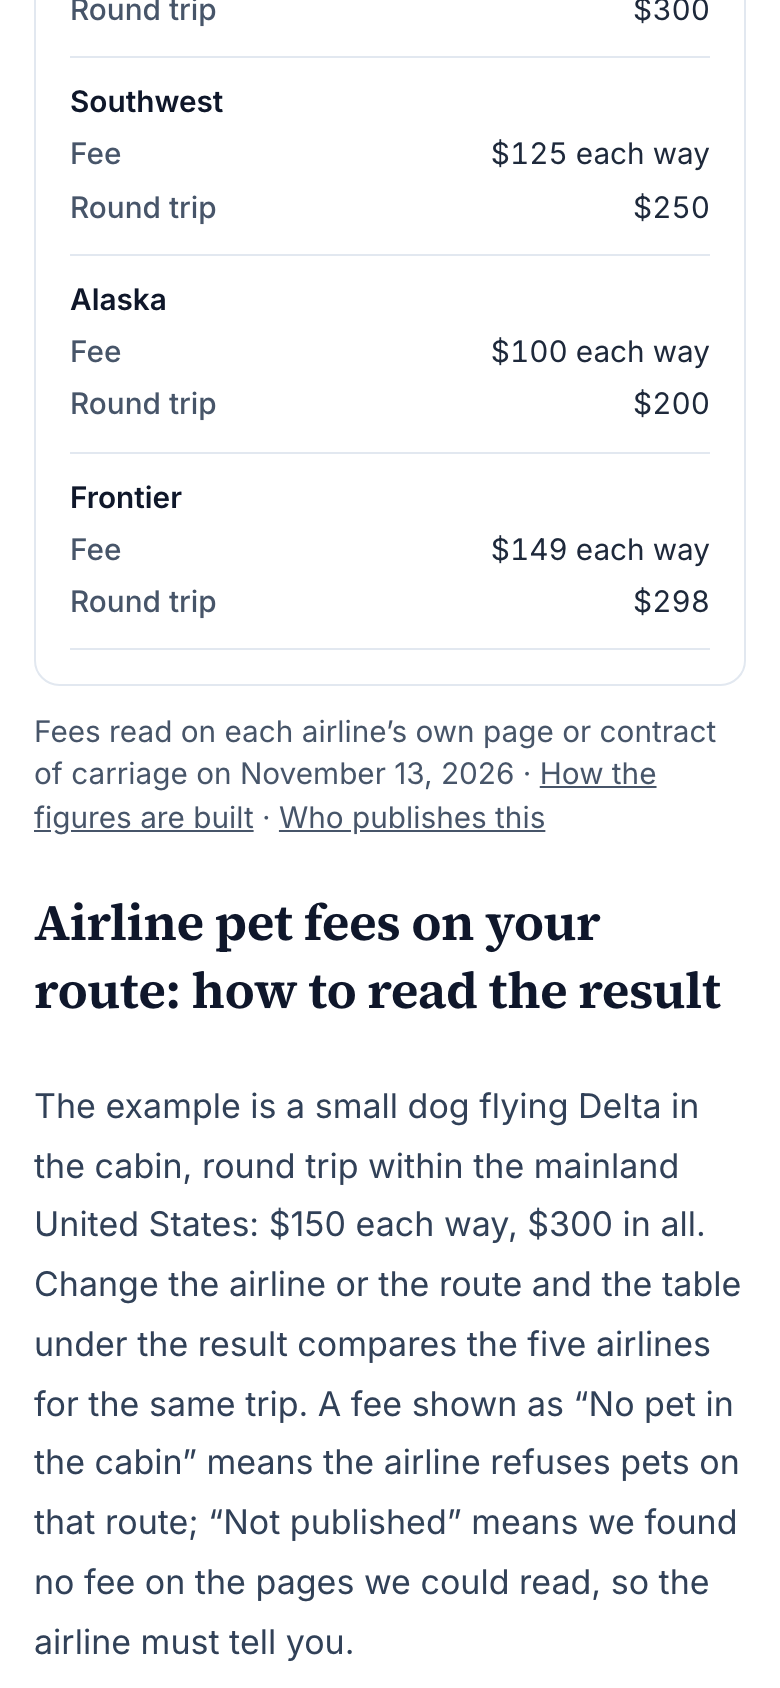 Round trip $300
Southwest
Fee $125 each way
Round trip $250
Alaska
Fee $100 each way
Round trip $200
Frontier
Fee $149 each way
Round trip $298
Fees read on each airline’s own page or contract
of carriage on November 13, 2026 · How the
figures are built · Who publishes this
Airline pet fees on your
route: how to read the result
The example is a small dog flying Delta in
the cabin, round trip within the mainland
United States: $150 each way, $300 in all.
Change the airline or the route and the table
under the result compares the five airlines
for the same trip. A fee shown as “No pet in
the cabin” means the airline refuses pets on
that route; “Not published” means we found
no fee on the pages we could read, so the
airline must tell you.